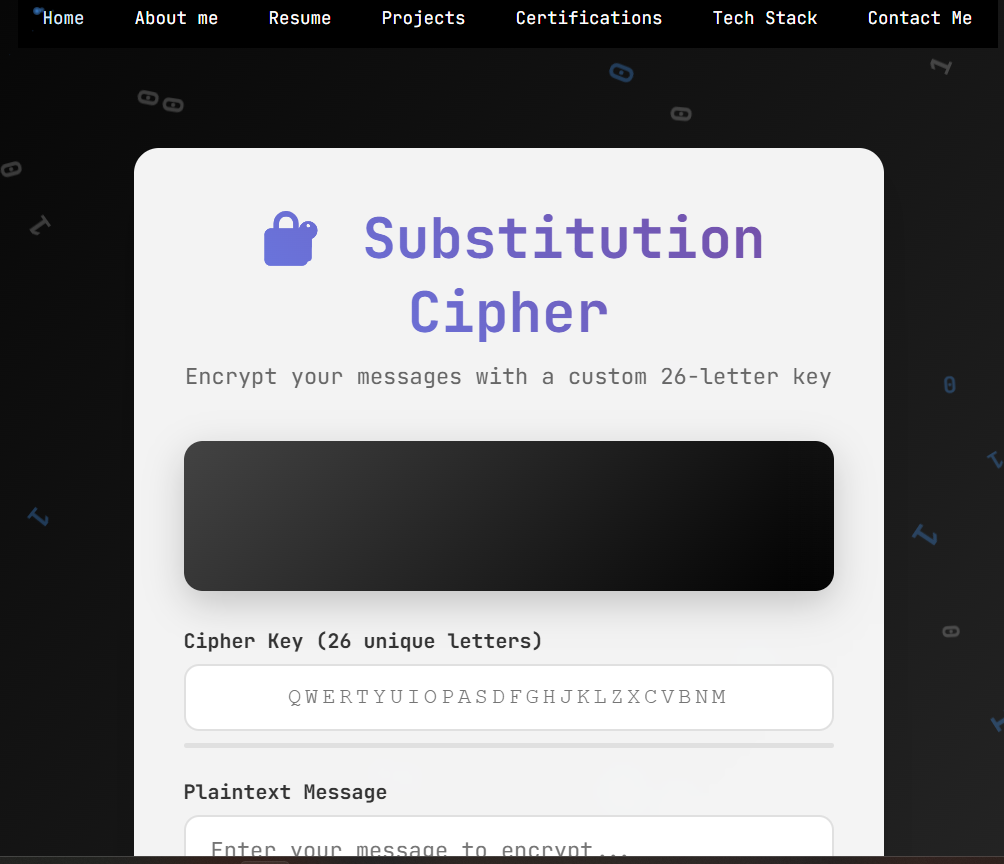 Home About me Resume Projects Certifications Tech Stack Contact Me
0 1
0 0 0
0
1
Substitution
Cipher
Encrypt your messages with a custom 26-letter key
0
1
1
1
0
Cipher Key (26 unique letters)
QWERTYUIOPASDFGHJKLZXCVBNM
1
Plaintext Message
Enter your message to encrypt...